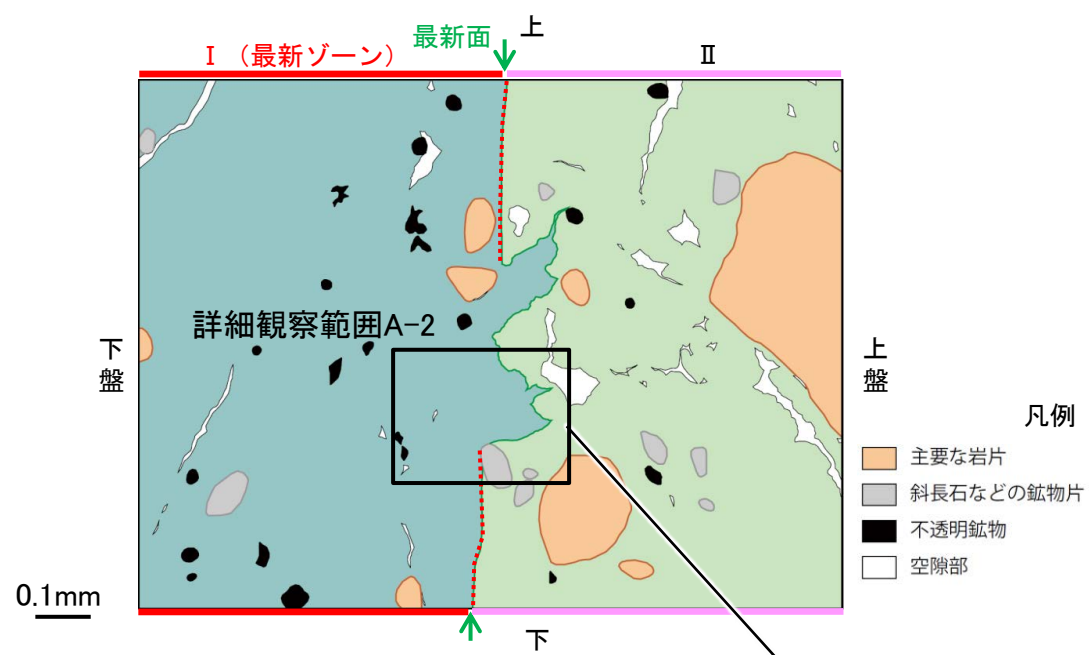 上
最新面
Ⅰ （最新ゾーン）
Ⅱ
詳細観察範囲A-2
下盤
上盤
凡例
主要な岩片
斜長石などの鉱物片
不透明鉱物
空隙部
0.1mm
下